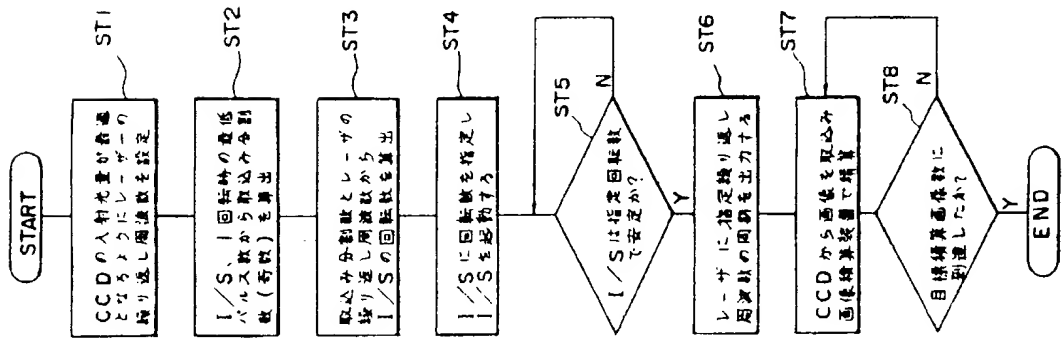 START
ST1
CCDの入射光量が最適
となるようにレーザーの
繰り返し周波数を設定
ST2
I/S、1回転時の最低
パルス数から取込み分割
数(奇数)を算出
ST3
取込み分割数とレーザの
繰り返し周波数から
I/Sの回転数を算出
ST4
I/Sに回転数を指定し
I/Sを起動する
ST5
I/Sは指定回転数
で安定か?
N
Y
ST6
レーザに指定繰り返し
周波数の周期を出力する
ST7
CCDから画像を取込み
画像積算装置で積算
ST8
目標積算画像数に
到達したか?
N
Y
END